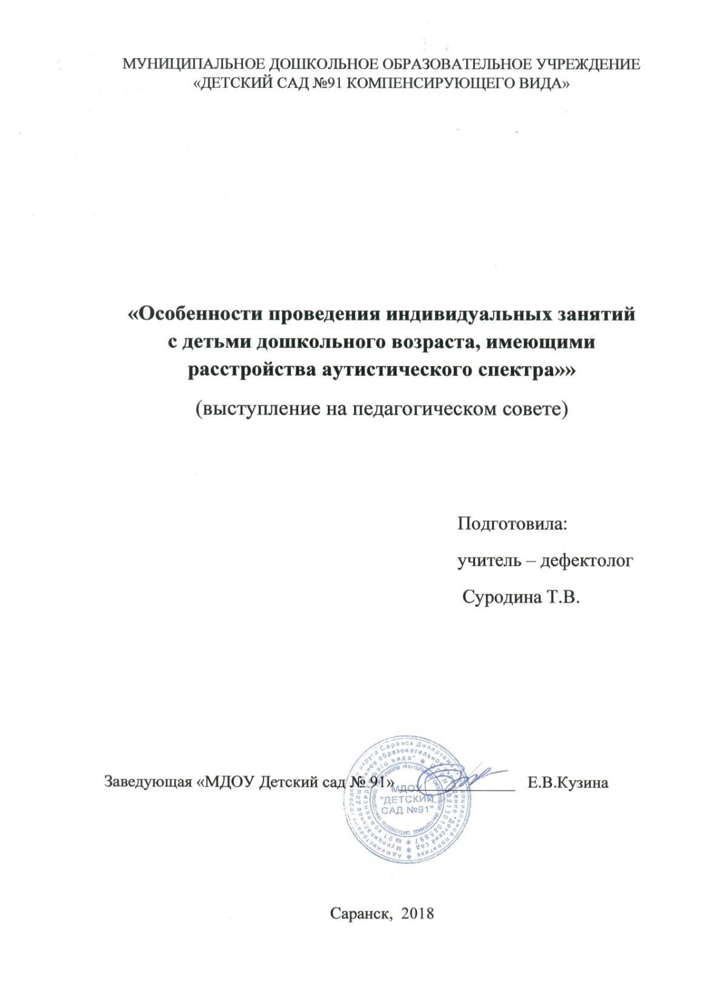 МУНИЦИПАЛЬНОЕ ДОШКОЛЬНОЕ ОБРАЗОВАТЕЛЬНОЕ УЧРЕЖДЕНИЕ
«ДЕТСКИЙ САД №91 КОМПЕНСИРУЮЩЕГО ВИДА»
«Особенности проведения индивидуальных занятий
с детьми дошкольного возраста, имеющими
расстройства аутистического спектра»»
(выступление на педагогическом совете)
Подготовила:
учитель – дефектолог
Суродина Т.В.
Заведующая «МДОУ Детский сад № 91» Е.В.Кузина
МДОУ
"ДЕТСКИЙ
САД №91"
Саранск, 2018